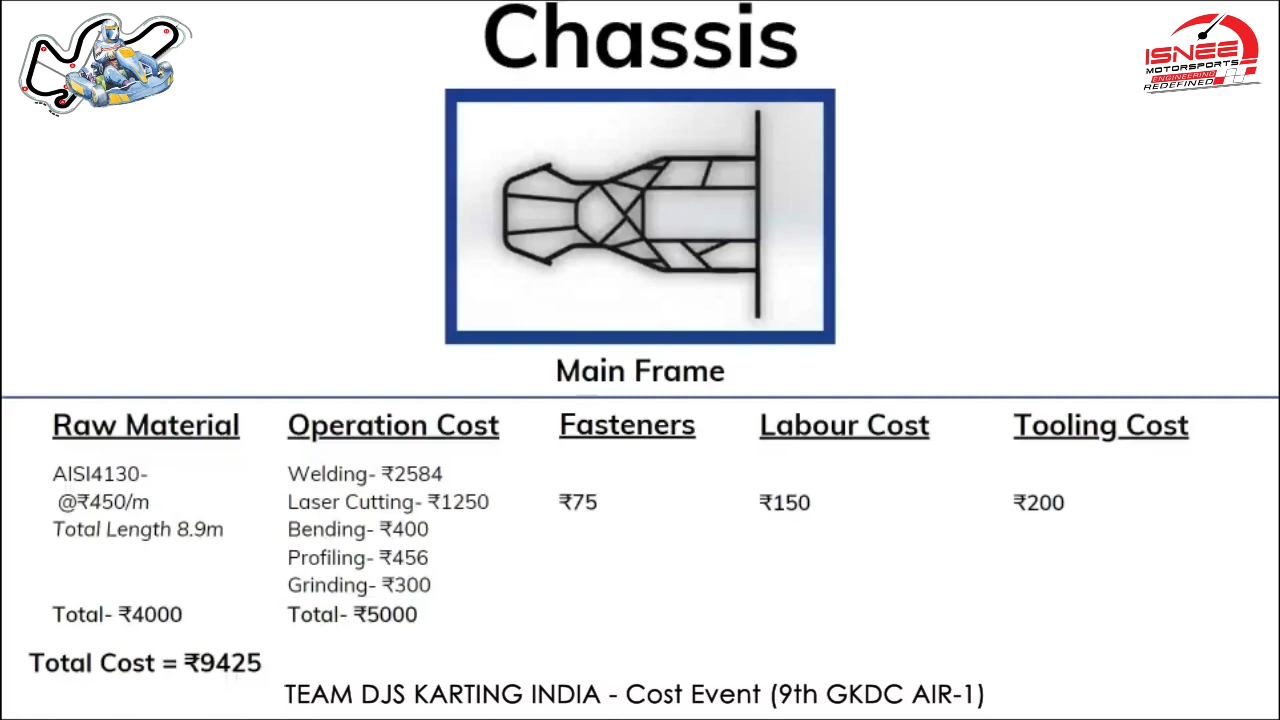 Chassis
ISNEE
MOTORSPORTS
ENGINEERING
REDEFINED
Main Frame
Raw Material
Operation Cost
Fasteners
Labour Cost
Tooling Cost
AISI4130-
@₹450/m
Total Length 8.9m
Total- ₹4000
Welding- ₹2584
Laser Cutting- ₹1250
Bending- ₹400
Profiling- ₹456
Grinding- ₹300
Total- ₹5000
₹75
₹150
₹200
Total Cost = ₹9425
TEAM DJS KARTING INDIA - Cost Event (9th GKDC AIR-1)